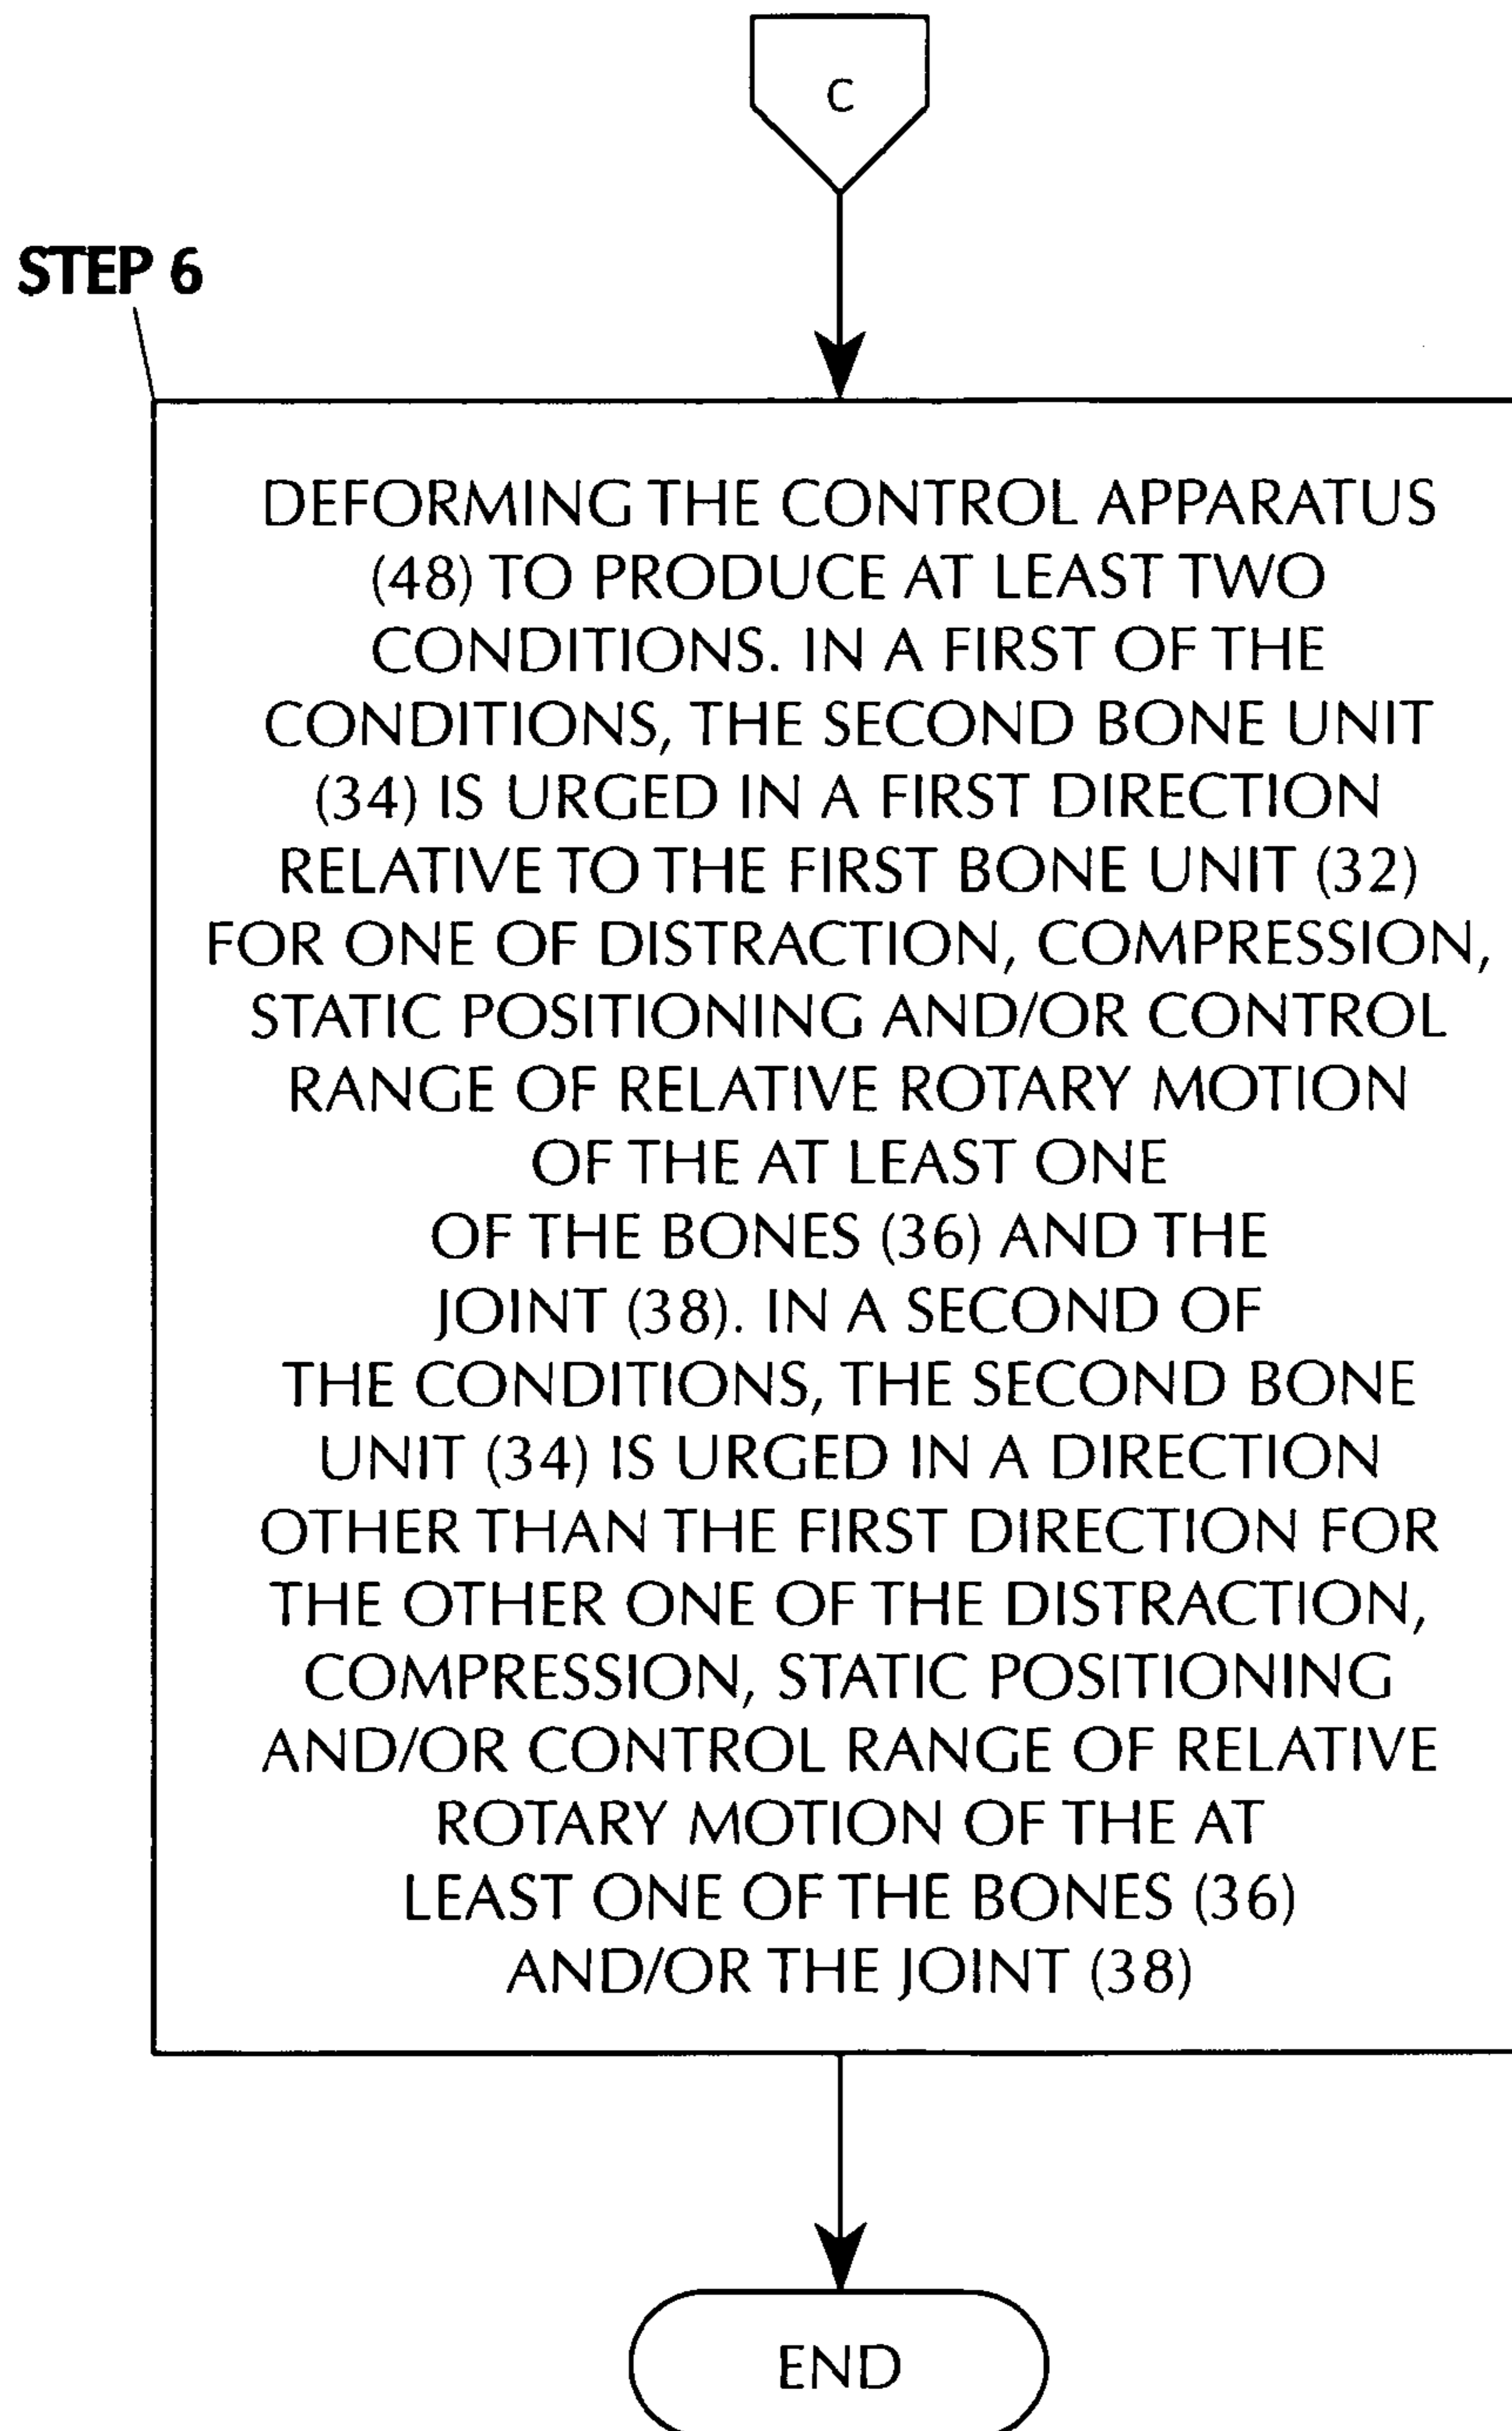 C
STEP 6
DEFORMING THE CONTROL APPARATUS
(48) TO PRODUCE AT LEAST TWO
CONDITIONS. IN A FIRST OF THE
CONDITIONS, THE SECOND BONE UNIT
(34) IS URGED IN A FIRST DIRECTION
RELATIVE TO THE FIRST BONE UNIT (32)
FOR ONE OF DISTRACTION, COMPRESSION,
STATIC POSITIONING AND/OR CONTROL
RANGE OF RELATIVE ROTARY MOTION
OF THE AT LEAST ONE
OF THE BONES (36) AND THE
JOINT (38). IN A SECOND OF
THE CONDITIONS, THE SECOND BONE
UNIT (34) IS URGED IN A DIRECTION
OTHER THAN THE FIRST DIRECTION FOR
THE OTHER ONE OF THE DISTRACTION,
COMPRESSION, STATIC POSITIONING
AND/OR CONTROL RANGE OF RELATIVE
ROTARY MOTION OF THE AT
LEAST ONE OF THE BONES (36)
AND/OR THE JOINT (38)
END